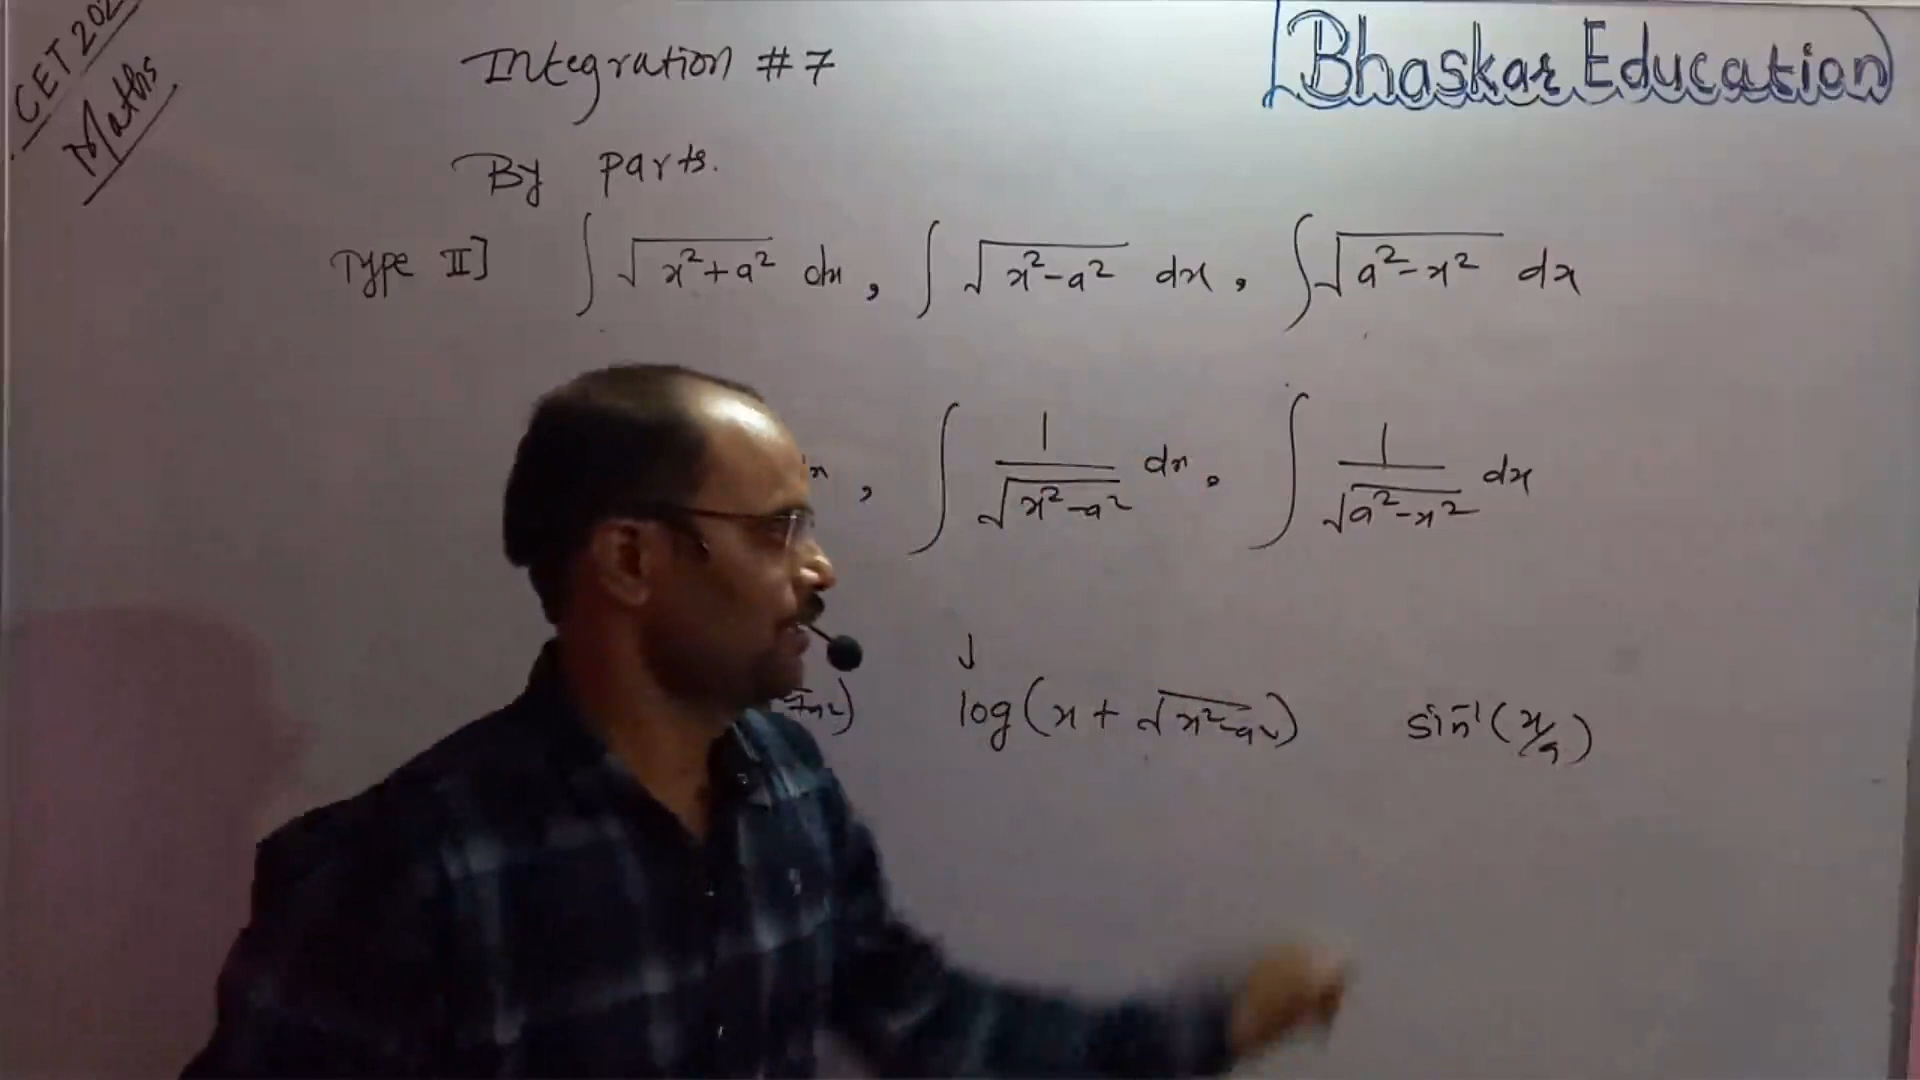 CET 202
Maths
Integration #7
Bhaskar Education
By parts.
Type II] ∫ √(x²+a²) dx, ∫ √(x²-a²) dx, ∫ √(a²-x²) dx
, ∫ 1/√(x²-a²) dx, ∫ 1/√(a²-x²) dx
↓
log(x + √(x²-a²)) sin⁻¹(x/a)